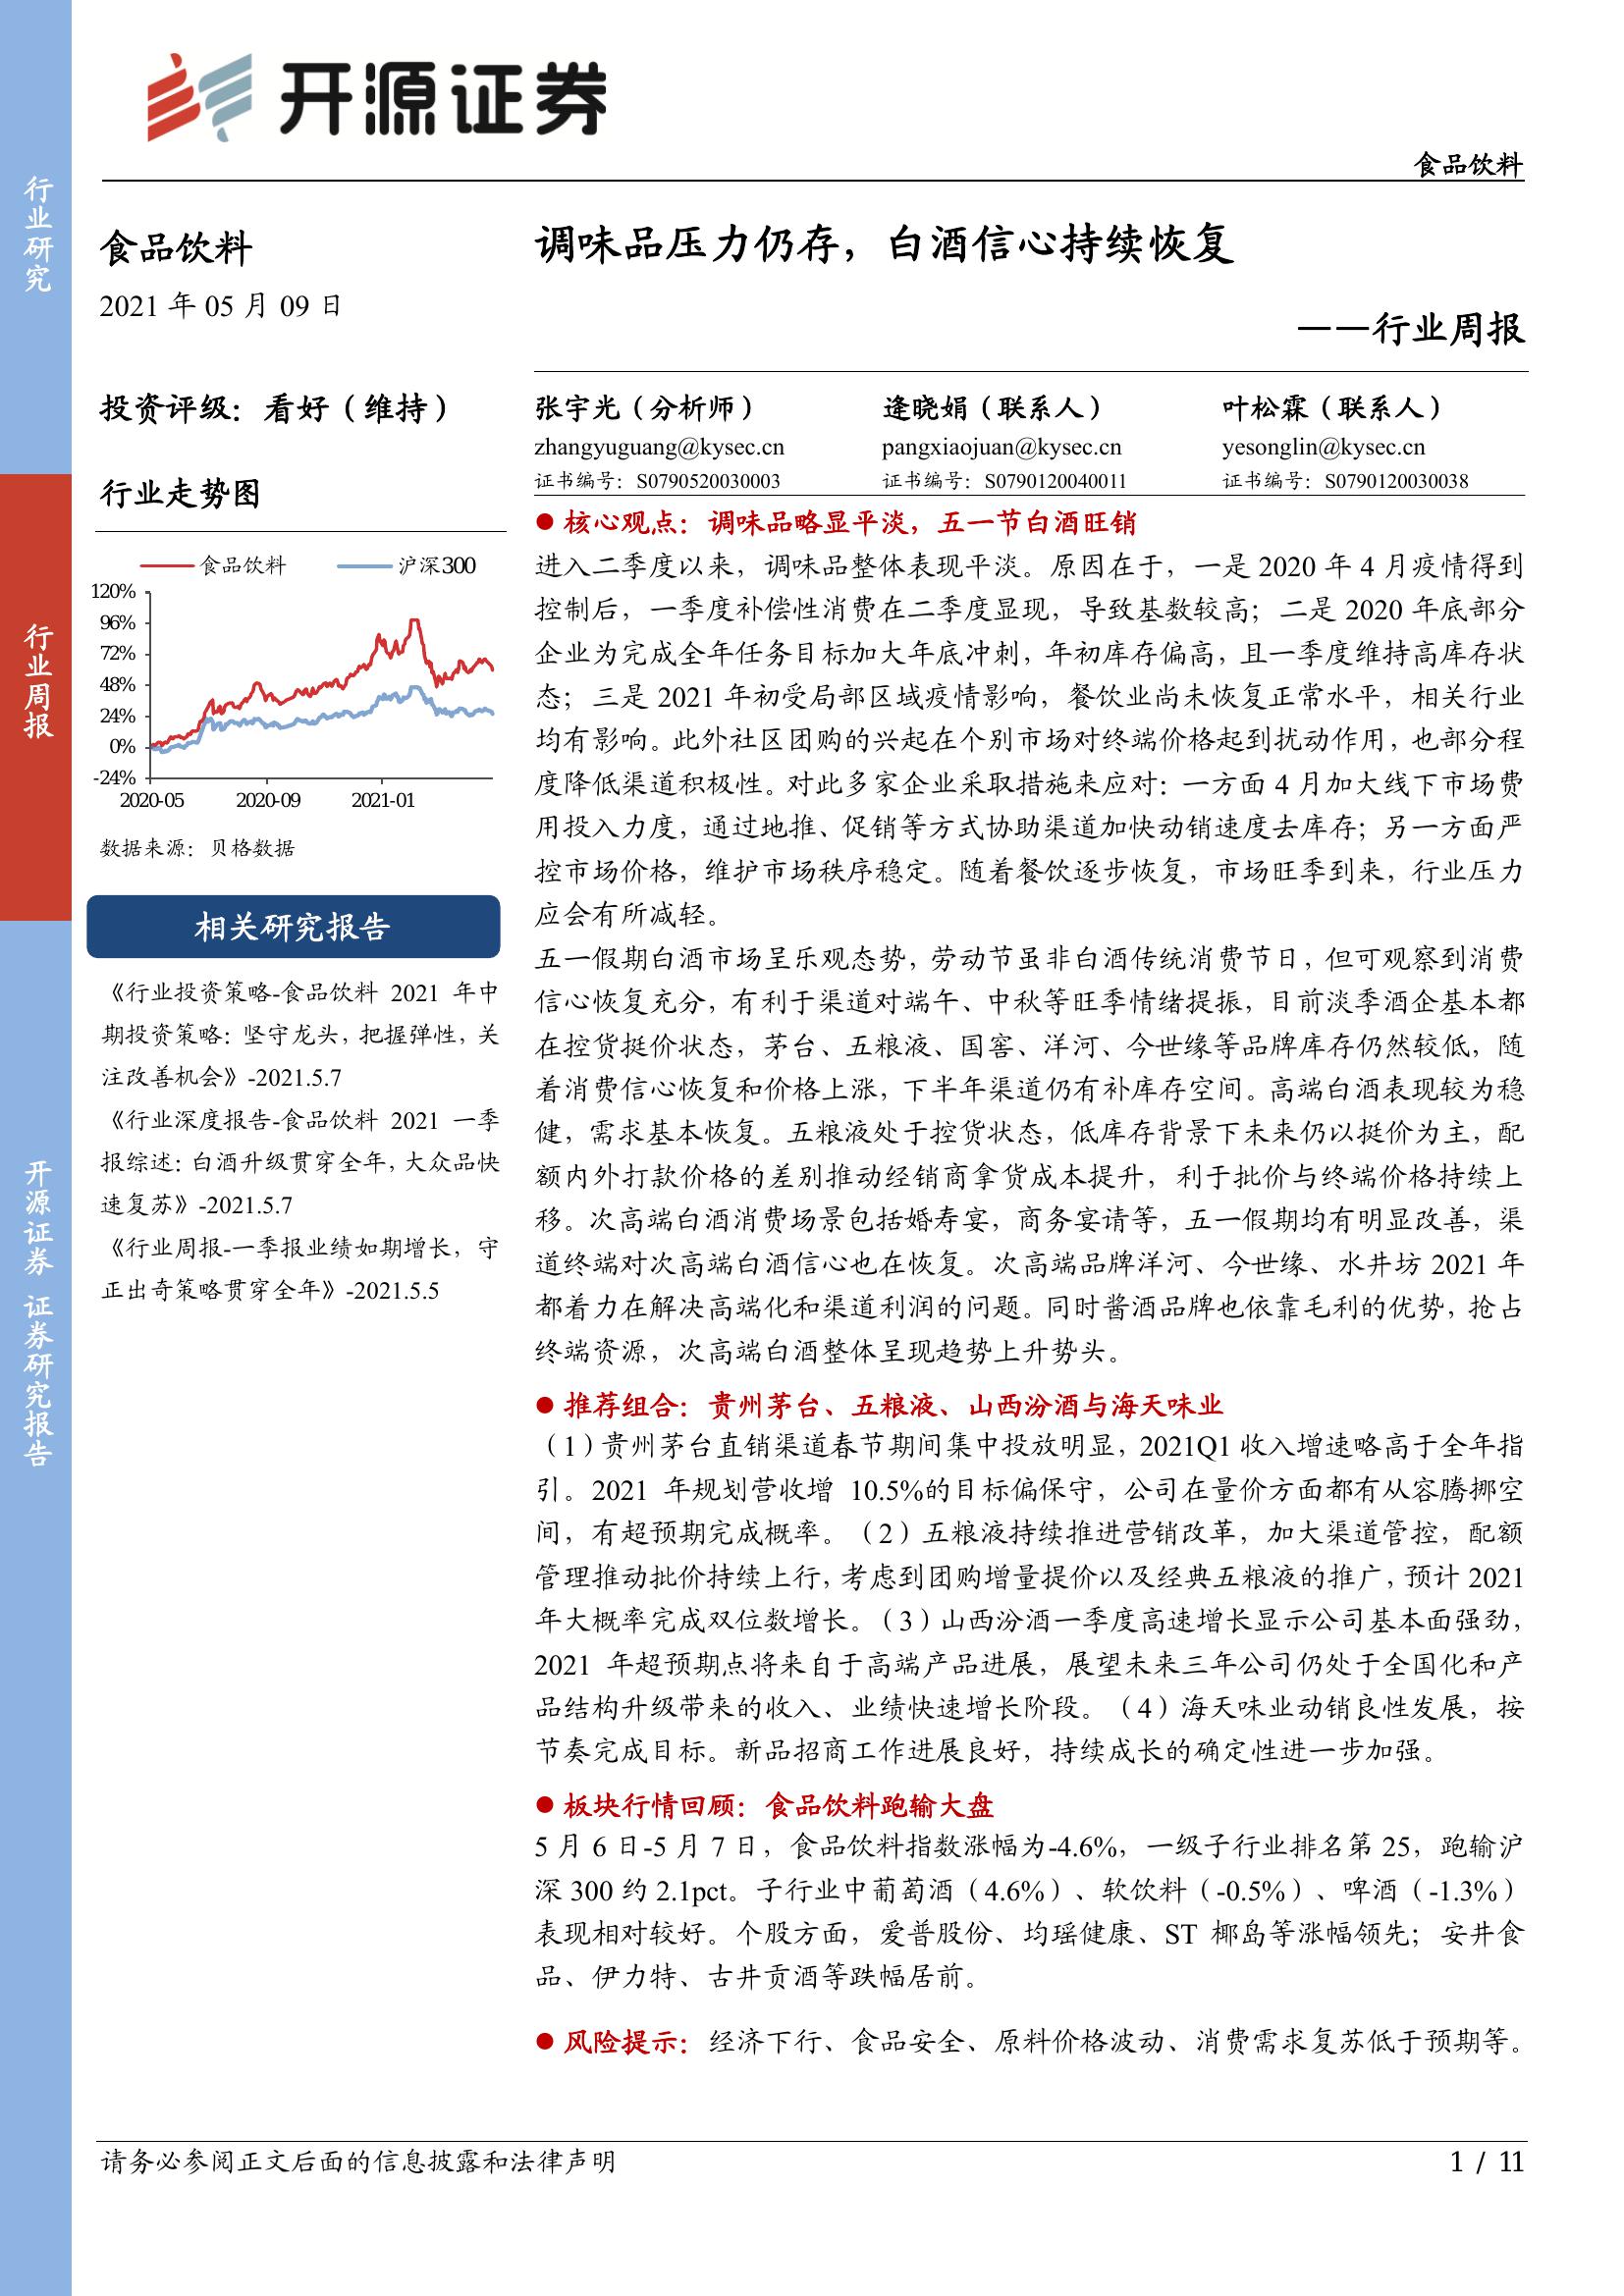 开源证券
食品饮料
行业研究
行业周报
开源证券 证券研究报告
食品饮料
2021 年 05 月 09 日
投资评级：看好（维持）
行业走势图
食品饮料 沪深300
120%
96%
72%
48%
24%
0%
-24%
2020-05 2020-09 2021-01
数据来源：贝格数据
相关研究报告
《行业投资策略-食品饮料 2021 年中
期投资策略：坚守龙头，把握弹性，关
注改善机会》-2021.5.7
《行业深度报告-食品饮料 2021 一季
报综述：白酒升级贯穿全年，大众品快
速复苏》-2021.5.7
《行业周报-一季报业绩如期增长，守
正出奇策略贯穿全年》-2021.5.5
调味品压力仍存，白酒信心持续恢复
——行业周报
张宇光（分析师） 逄晓娟（联系人） 叶松霖（联系人）
zhangyuguang@kysec.cn pangxiaojuan@kysec.cn yesonglin@kysec.cn
证书编号：S0790520030003 证书编号：S0790120040011 证书编号：S0790120030038
● 核心观点：调味品略显平淡，五一节白酒旺销
进入二季度以来，调味品整体表现平淡。原因在于，一是 2020 年 4 月疫情得到
控制后，一季度补偿性消费在二季度显现，导致基数较高；二是 2020 年底部分
企业为完成全年任务目标加大年底冲刺，年初库存偏高，且一季度维持高库存状
态；三是 2021 年初受局部区域疫情影响，餐饮业尚未恢复正常水平，相关行业
均有影响。此外社区团购的兴起在个别市场对终端价格起到扰动作用，也部分程
度降低渠道积极性。对此多家企业采取措施来应对：一方面 4 月加大线下市场费
用投入力度，通过地推、促销等方式协助渠道加快动销速度去库存；另一方面严
控市场价格，维护市场秩序稳定。随着餐饮逐步恢复，市场旺季到来，行业压力
应会有所减轻。
五一假期白酒市场呈乐观态势，劳动节虽非白酒传统消费节日，但可观察到消费
信心恢复充分，有利于渠道对端午、中秋等旺季情绪提振，目前淡季酒企基本都
在控货挺价状态，茅台、五粮液、国窖、洋河、今世缘等品牌库存仍然较低，随
着消费信心恢复和价格上涨，下半年渠道仍有补库存空间。高端白酒表现较为稳
健，需求基本恢复。五粮液处于控货状态，低库存背景下未来仍以挺价为主，配
额内外打款价格的差别推动经销商拿货成本提升，利于批价与终端价格持续上
移。次高端白酒消费场景包括婚寿宴，商务宴请等，五一假期均有明显改善，渠
道终端对次高端白酒信心也在恢复。次高端品牌洋河、今世缘、水井坊 2021 年
都着力在解决高端化和渠道利润的问题。同时酱酒品牌也依靠毛利的优势，抢占
终端资源，次高端白酒整体呈现趋势上升势头。
● 推荐组合：贵州茅台、五粮液、山西汾酒与海天味业
（1）贵州茅台直销渠道春节期间集中投放明显，2021Q1 收入增速略高于全年指
引。2021 年规划营收增 10.5%的目标偏保守，公司在量价方面都有从容腾挪空
间，有超预期完成概率。（2）五粮液持续推进营销改革，加大渠道管控，配额
管理推动批价持续上行，考虑到团购增量提价以及经典五粮液的推广，预计 2021
年大概率完成双位数增长。（3）山西汾酒一季度高速增长显示公司基本面强劲，
2021 年超预期点将来自于高端产品进展，展望未来三年公司仍处于全国化和产
品结构升级带来的收入、业绩快速增长阶段。（4）海天味业动销良性发展，按
节奏完成目标。新品招商工作进展良好，持续成长的确定性进一步加强。
● 板块行情回顾：食品饮料跑输大盘
5 月 6 日-5 月 7 日，食品饮料指数涨幅为-4.6%，一级子行业排名第 25，跑输沪
深 300 约 2.1pct。子行业中葡萄酒（4.6%）、软饮料（-0.5%）、啤酒（-1.3%）
表现相对较好。个股方面，爱普股份、均瑶健康、ST 椰岛等涨幅领先；安井食
品、伊力特、古井贡酒等跌幅居前。
● 风险提示：经济下行、食品安全、原料价格波动、消费需求复苏低于预期等。
请务必参阅正文后面的信息披露和法律声明 1 / 11